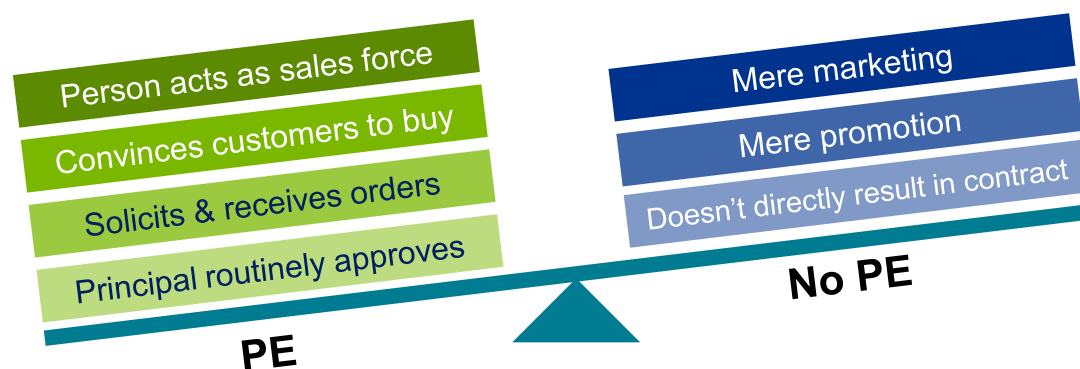 Person acts as sales force
Convinces customers to buy
Solicits & receives orders
Principal routinely approves
PE
Mere marketing
Mere promotion
Doesn’t directly result in contract
No PE